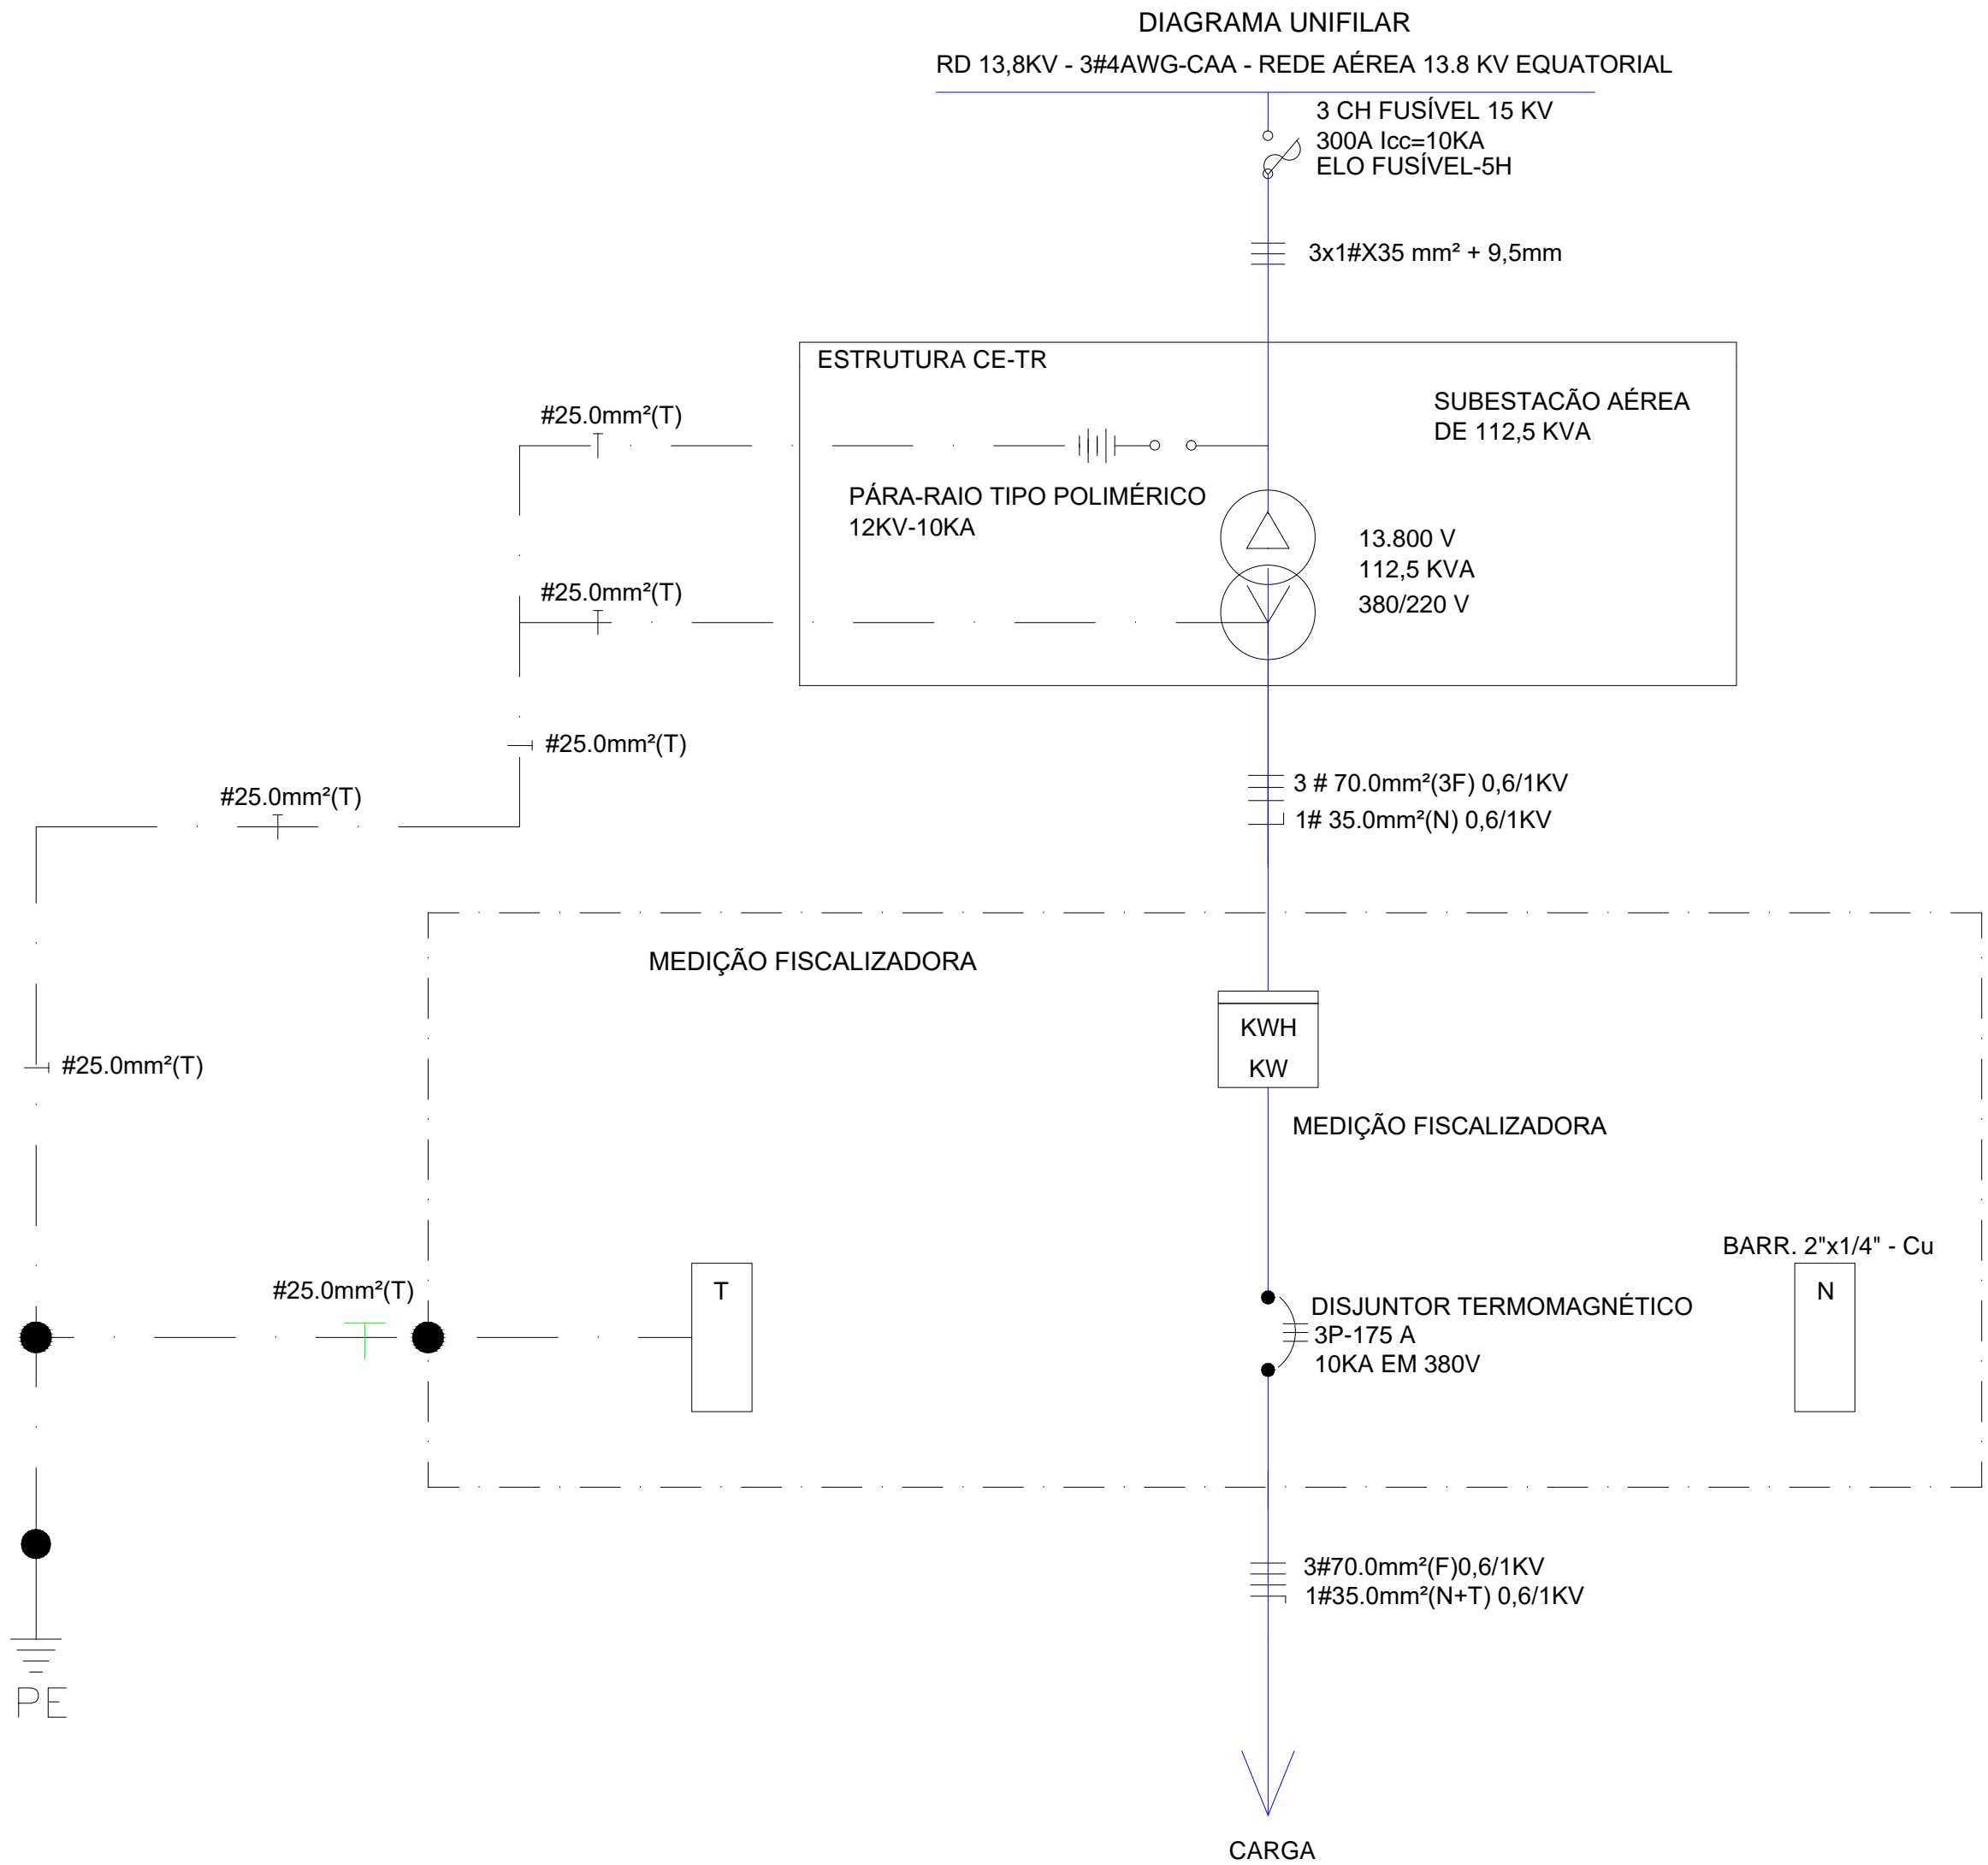 DIAGRAMA UNIFILAR
RD 13,8KV - 3#4AWG-CAA - REDE AÉREA 13.8 KV EQUATORIAL
3 CH FUSÍVEL 15 KV
300A Icc=10KA
ELO FUSÍVEL-5H
3x1#X35 mm² + 9,5mm
ESTRUTURA CE-TR
SUBESTACÃO AÉREA
DE 112,5 KVA
#25.0mm²(T)
PÁRA-RAIO TIPO POLIMÉRICO
12KV-10KA
13.800 V
112,5 KVA
380/220 V
#25.0mm²(T)
#25.0mm²(T)
#25.0mm²(T)
3 # 70.0mm²(3F) 0,6/1KV
1# 35.0mm²(N) 0,6/1KV
MEDIÇÃO FISCALIZADORA
KWH
KW
#25.0mm²(T)
MEDIÇÃO FISCALIZADORA
BARR. 2"x1/4" - Cu
#25.0mm²(T)
T
N
DISJUNTOR TERMOMAGNÉTICO
3P-175 A
10KA EM 380V
3#70.0mm²(F)0,6/1KV
1#35.0mm²(N+T) 0,6/1KV
PE
CARGA